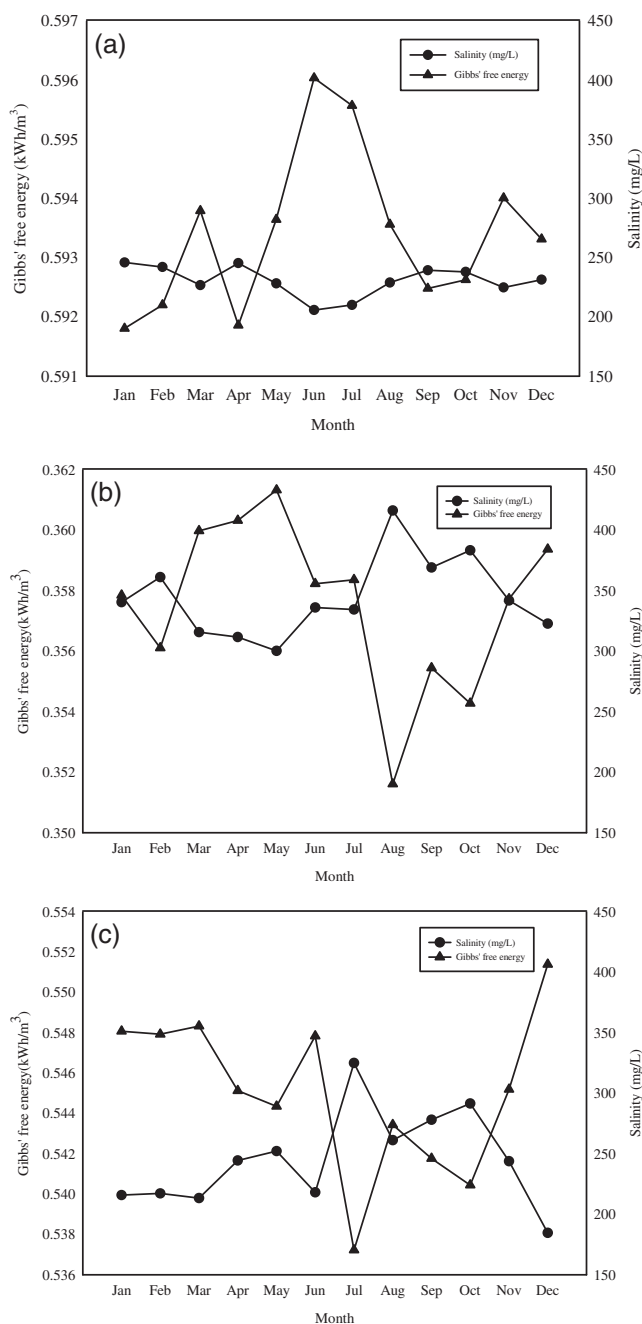 (a)
Salinity (mg/L)
Gibbs' free energy
0.597
0.596
0.595
0.594
0.593
0.592
0.591
Gibbs' free energy (kWh/m3)
450
400
350
300
250
200
150
Salinity (mg/L)
Jan Feb Mar Apr May Jun Jul Aug Sep Oct Nov Dec
Month
(b)
Salinity (mg/L)
Gibbs' free energy
0.362
0.360
0.358
0.356
0.354
0.352
0.350
Gibbs' free energy(kWh/m3)
450
400
350
300
250
200
150
Salinity (mg/L)
Jan Feb Mar Apr May Jun Jul Aug Sep Oct Nov Dec
Month
(c)
Salinity (mg/L)
Gibbs' free energy
0.554
0.552
0.550
0.548
0.546
0.544
0.542
0.540
0.538
0.536
Gibbs' free energy(kWh/m3)
450
400
350
300
250
200
150
Salinity (mg/L)
Jan Feb Mar Apr May Jun Jul Aug Sep Oct Nov Dec
Month